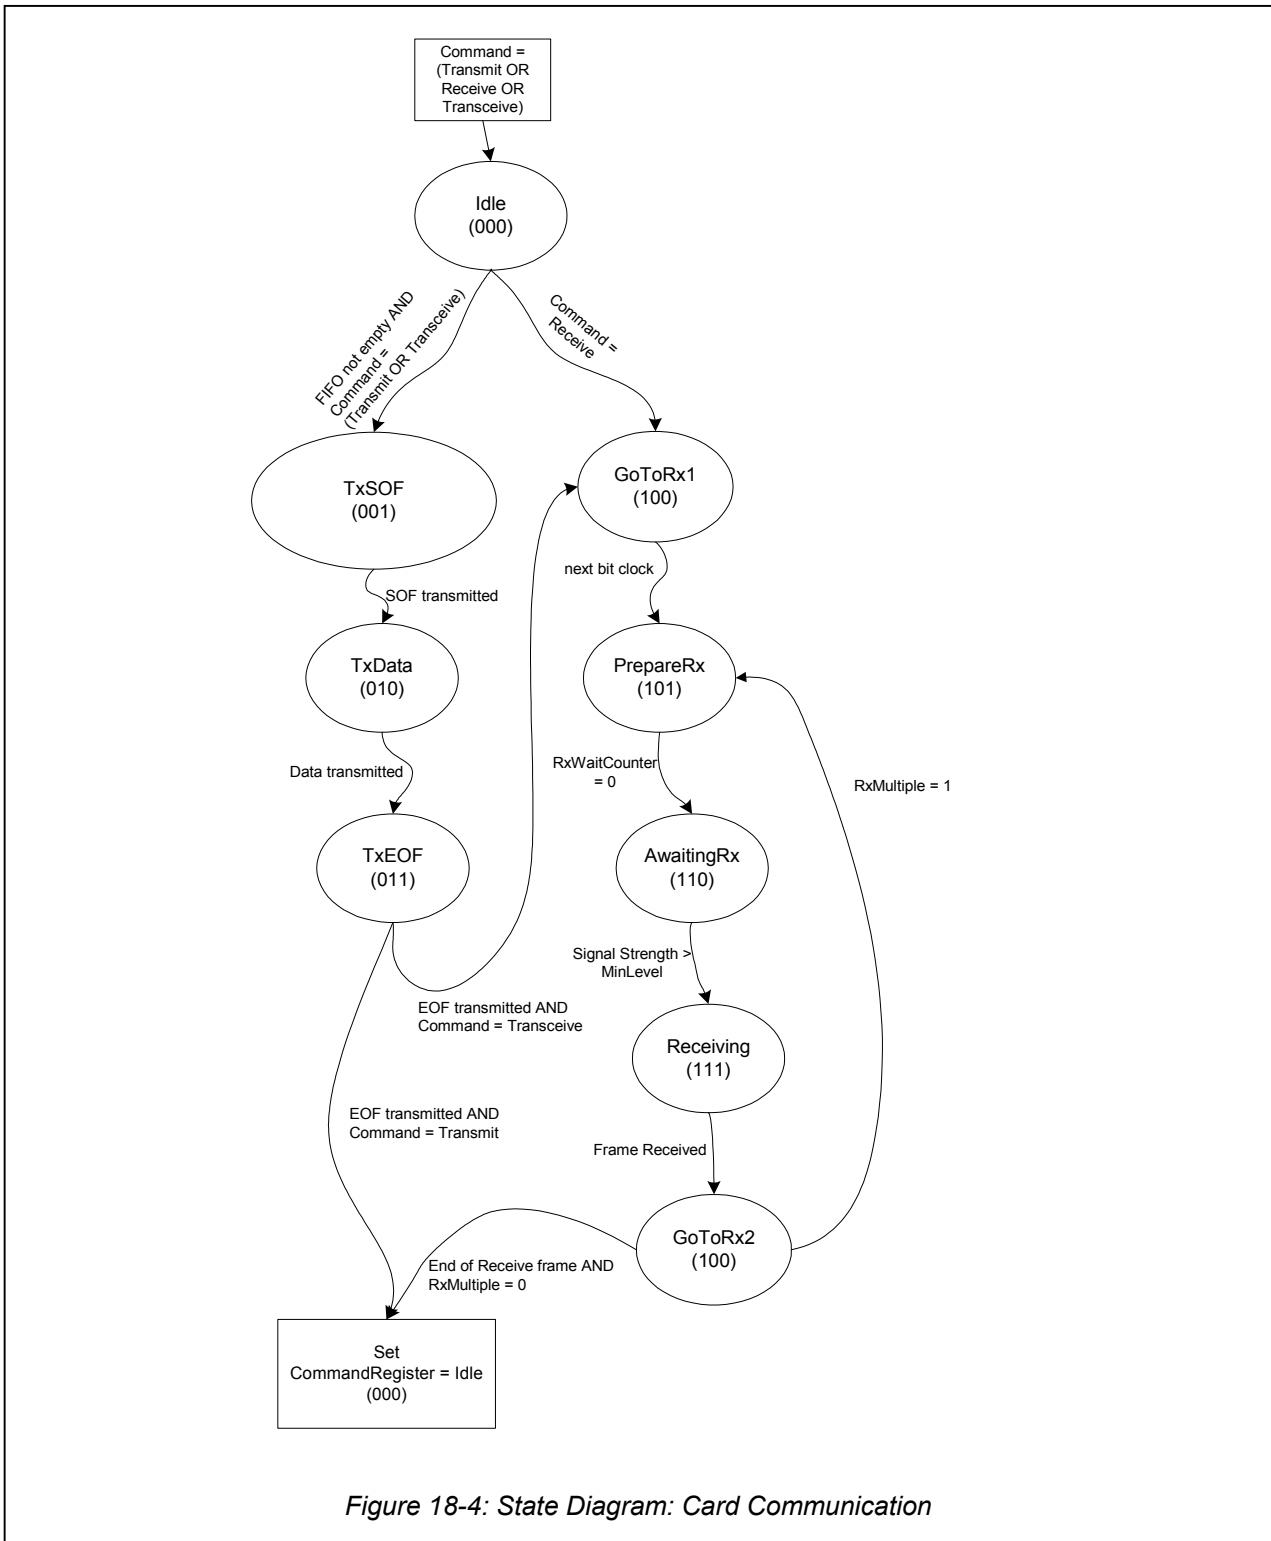 Command =
(Transmit OR
Receive OR
Transceive)
Idle
(000)
FIFO not empty AND
Command =
(Transmit OR Transceive)
Command =
Receive
TxSOF
(001)
GoToRx1
(100)
next bit clock
SOF transmitted
TxData
(010)
PrepareRx
(101)
Data transmitted
RxWaitCounter
= 0
RxMultiple = 1
TxEOF
(011)
AwaitingRx
(110)
Signal Strength >
MinLevel
EOF transmitted AND
Command = Transceive
Receiving
(111)
EOF transmitted AND
Command = Transmit
Frame Received
GoToRx2
(100)
End of Receive frame AND
RxMultiple = 0
Set
CommandRegister = Idle
(000)
Figure 18-4: State Diagram: Card Communication